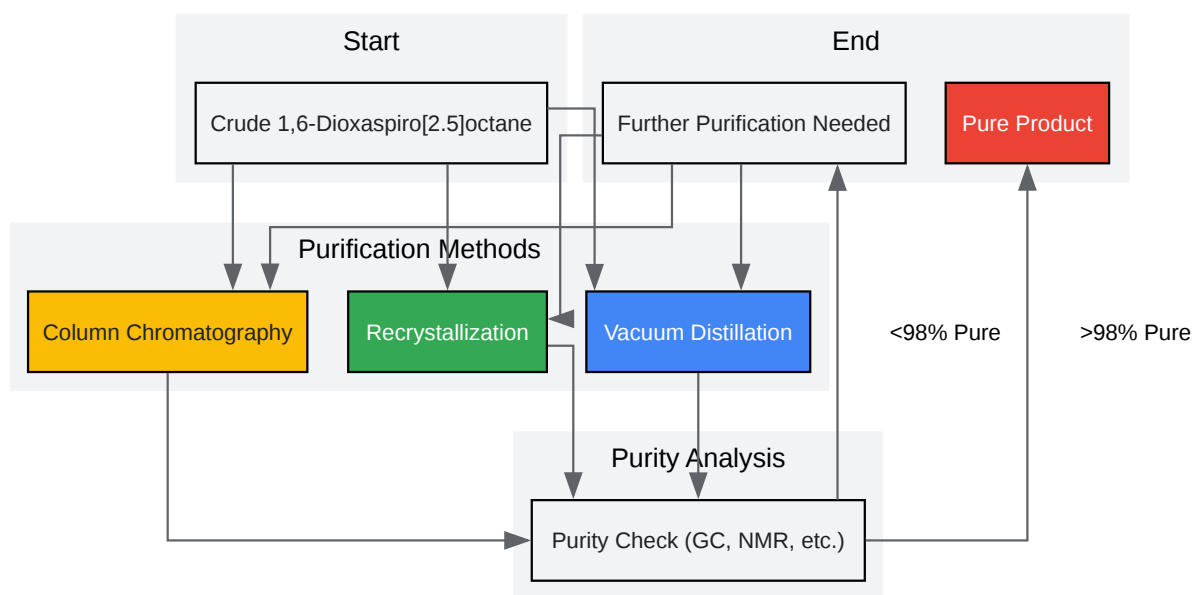 Start
End
Crude 1,6-Dioxaspiro[2.5]octane
Further Purification Needed
Pure Product
Purification Methods
Column Chromatography
Recrystallization
Vacuum Distillation
<98% Pure
>98% Pure
Purity Analysis
Purity Check (GC, NMR, etc.)